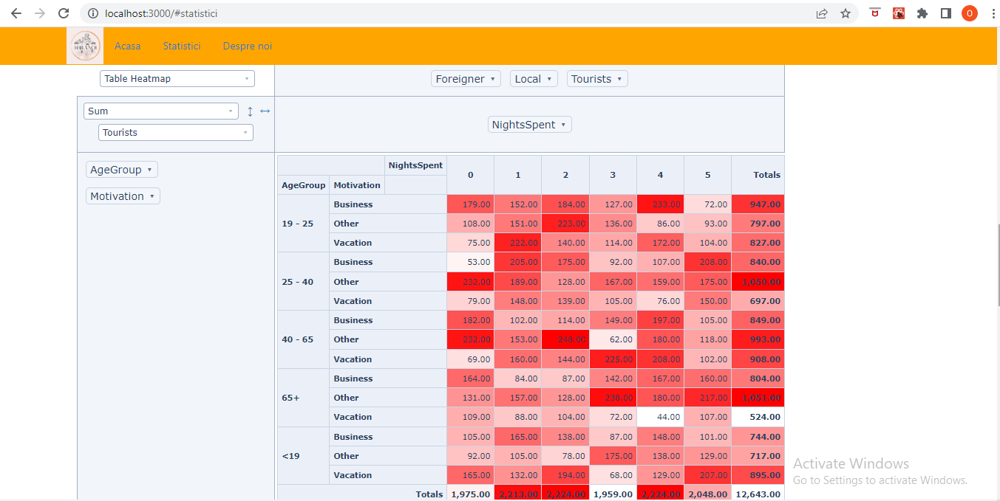 localhost:3000/#statistici
O
HAILANOI
Acasa Statistici Despre noi
Table Heatmap
Foreigner Local Tourists
Sum
Tourists
NightsSpent
AgeGroup
Motivation
NightsSpent 0 1 2 3 4 5 Totals
AgeGroup Motivation
19 - 25 Business 179.00 152.00 184.00 127.00 233.00 72.00 947.00
Other 108.00 151.00 223.00 136.00 86.00 93.00 797.00
Vacation 75.00 222.00 140.00 114.00 172.00 104.00 827.00
25 - 40 Business 53.00 205.00 175.00 92.00 107.00 208.00 840.00
Other 232.00 189.00 128.00 167.00 159.00 175.00 1,050.00
Vacation 79.00 148.00 139.00 105.00 76.00 150.00 697.00
40 - 65 Business 182.00 102.00 114.00 149.00 197.00 105.00 849.00
Other 232.00 153.00 248.00 62.00 180.00 118.00 993.00
Vacation 69.00 160.00 144.00 225.00 208.00 102.00 908.00
65+ Business 164.00 84.00 87.00 142.00 167.00 160.00 804.00
Other 131.00 157.00 128.00 238.00 180.00 217.00 1,051.00
Vacation 109.00 88.00 104.00 72.00 44.00 107.00 524.00
<19 Business 105.00 165.00 138.00 87.00 148.00 101.00 744.00
Other 92.00 105.00 78.00 175.00 138.00 129.00 717.00
Vacation 165.00 132.00 194.00 68.00 129.00 207.00 895.00
Totals 1,975.00 2,213.00 2,224.00 1,959.00 2,224.00 2,048.00 12,643.00
Activate Windows
Go to Settings to activate Windows.